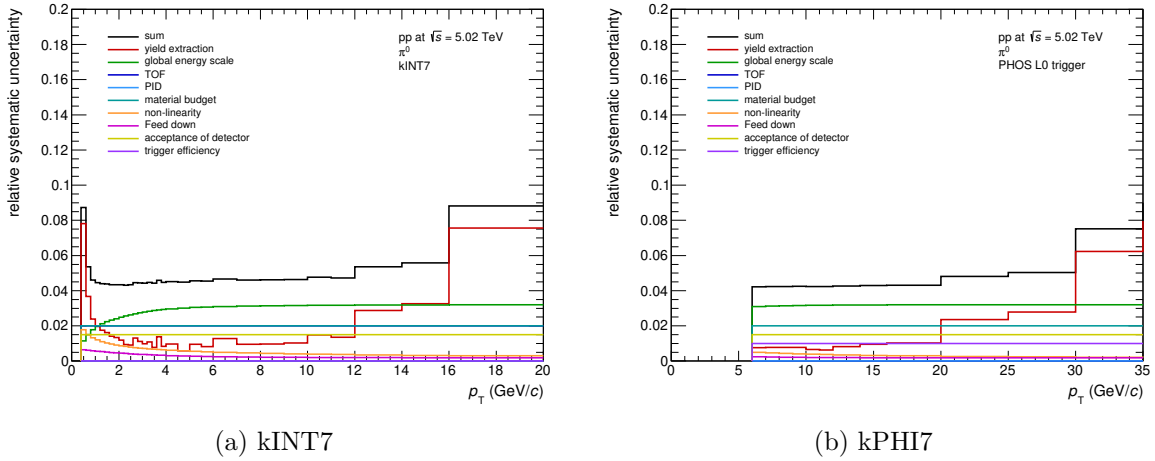 relative systematic uncertainty
0.2
0.18
0.16
0.14
0.12
0.1
0.08
0.06
0.04
0.02
0
sum
yield extraction
global energy scale
TOF
PID
material budget
non-linearity
Feed down
acceptance of detector
trigger efficiency
pp at √s = 5.02 TeV
π⁰
kINT7
0 2 4 6 8 10 12 14 16 18 20
p_T (GeV/c)
(a) kINT7
relative systematic uncertainty
0.2
0.18
0.16
0.14
0.12
0.1
0.08
0.06
0.04
0.02
0
sum
yield extraction
global energy scale
TOF
PID
material budget
non-linearity
Feed down
acceptance of detector
trigger efficiency
pp at √s = 5.02 TeV
π⁰
PHOS L0 trigger
0 5 10 15 20 25 30 35
p_T (GeV/c)
(b) kPHI7